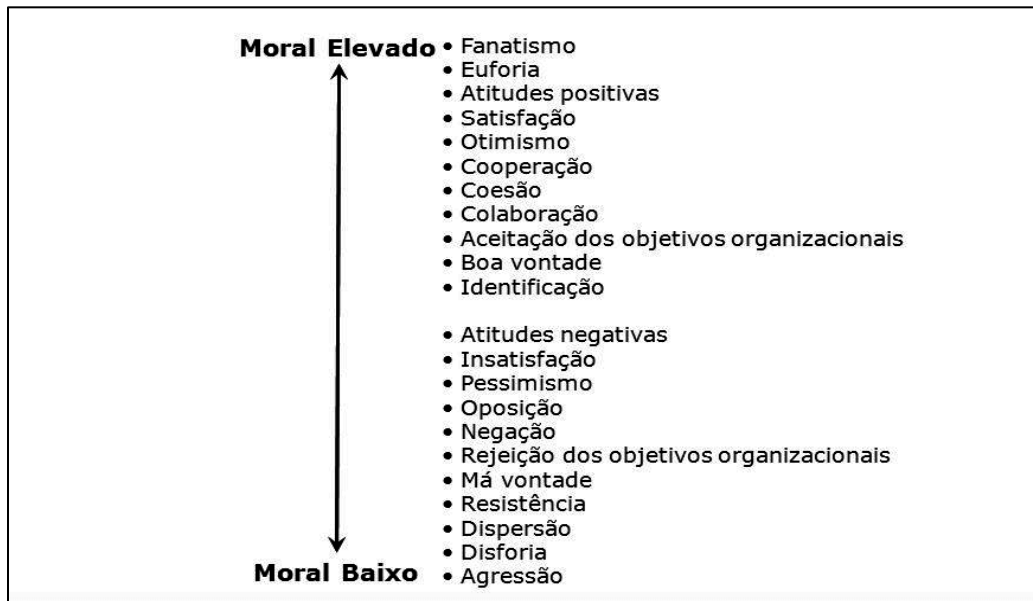 Moral Elevado • Fanatismo
• Euforia
• Atitudes positivas
• Satisfação
• Otimismo
• Cooperação
• Coesão
• Colaboração
• Aceitação dos objetivos organizacionais
• Boa vontade
• Identificação
• Atitudes negativas
• Insatisfação
• Pessimismo
• Oposição
• Negação
• Rejeição dos objetivos organizacionais
• Má vontade
• Resistência
• Dispersão
• Disforia
Moral Baixo • Agressão